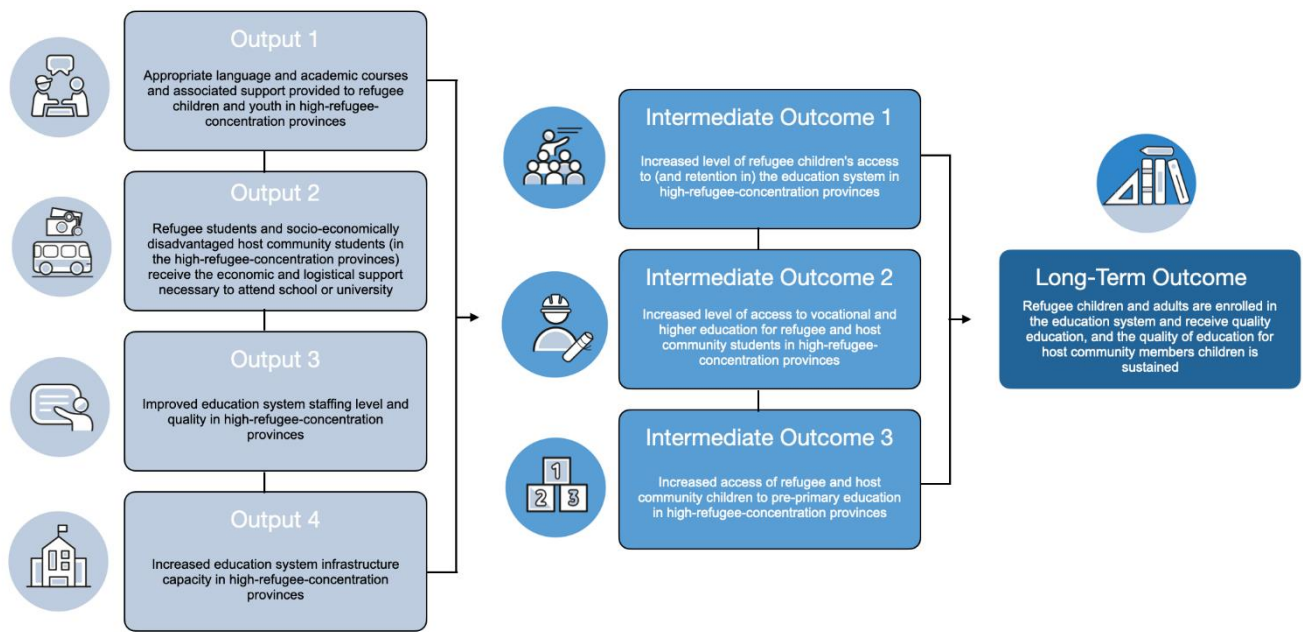 Output 1
Appropriate language and academic courses
and associated support provided to refugee
children and youth in high-refugee-
concentration provinces
Output 2
Refugee students and socio-economically
disadvantaged host community students (in
the high-refugee-concentration provinces)
receive the economic and logistical support
necessary to attend school or university
Output 3
Improved education system staffing level and
quality in high-refugee-concentration
provinces
Output 4
Increased education system infrastructure
capacity in high-refugee-concentration
provinces
Intermediate Outcome 1
Increased level of refugee children's access
to (and retention in) the education system in
high-refugee-concentration provinces
Intermediate Outcome 2
Increased level of access to vocational and
higher education for refugee and host
community students in high-refugee-
concentration provinces
1
2 3
Intermediate Outcome 3
Increased access of refugee and host
community children to pre-primary education
in high-refugee-concentration provinces
Long-Term Outcome
Refugee children and adults are enrolled in
the education system and receive quality
education, and the quality of education for
host community members children is
sustained